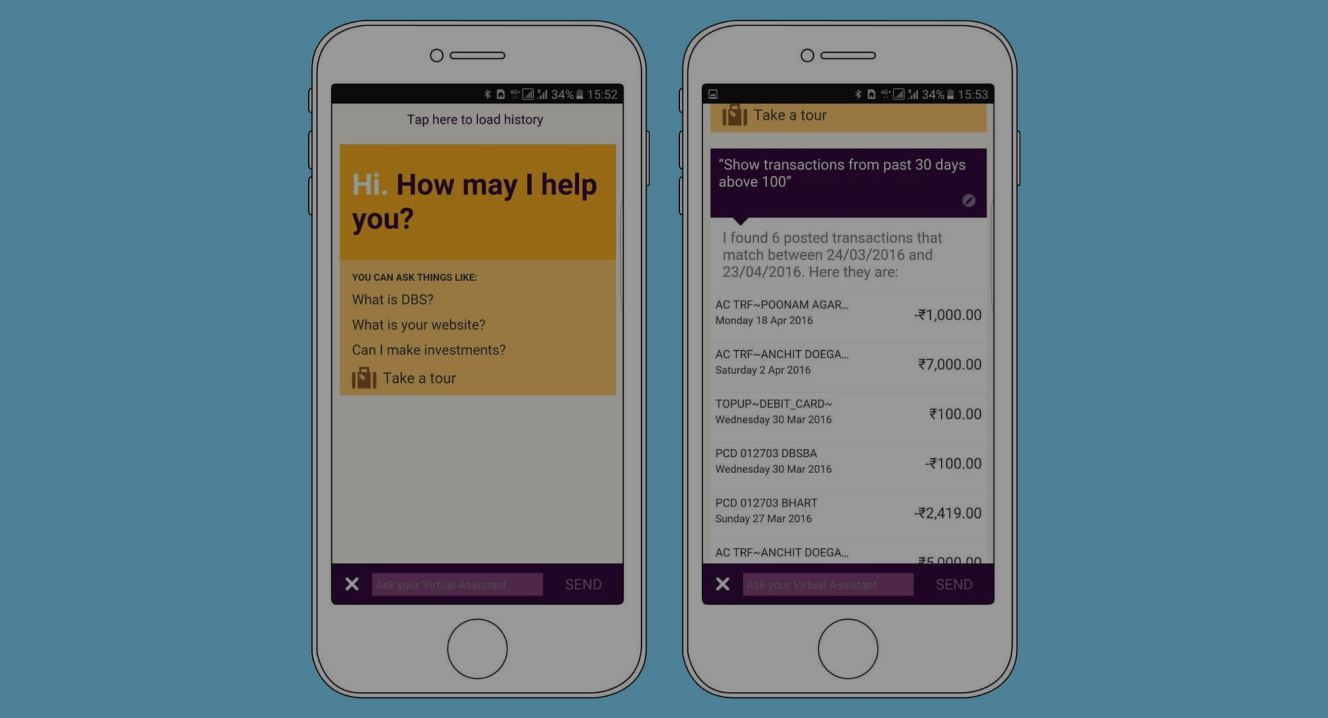 34% 15:52
Tap here to load history
Hi. How may I help
you?
YOU CAN ASK THINGS LIKE:
What is DBS?
What is your website?
Can I make investments?
Take a tour
Ask your Virtual Assistant SEND
34% 15:53
Take a tour
“Show transactions from past 30 days
above 100”
I found 6 posted transactions that
match between 24/03/2016 and
23/04/2016. Here they are:
AC TRF~POONAM AGAR...
Monday 18 Apr 2016
-₹1,000.00
AC TRF~ANCHIT DOEGA...
Saturday 2 Apr 2016
₹7,000.00
TOPUP~DEBIT_CARD~
Wednesday 30 Mar 2016
₹100.00
PCD 012703 DBSBA
Wednesday 30 Mar 2016
-₹100.00
PCD 012703 BHART
Sunday 27 Mar 2016
-₹2,419.00
AC TRF~ANCHIT DOEGA...
₹5,000.00
Ask your Virtual Assistant SEND